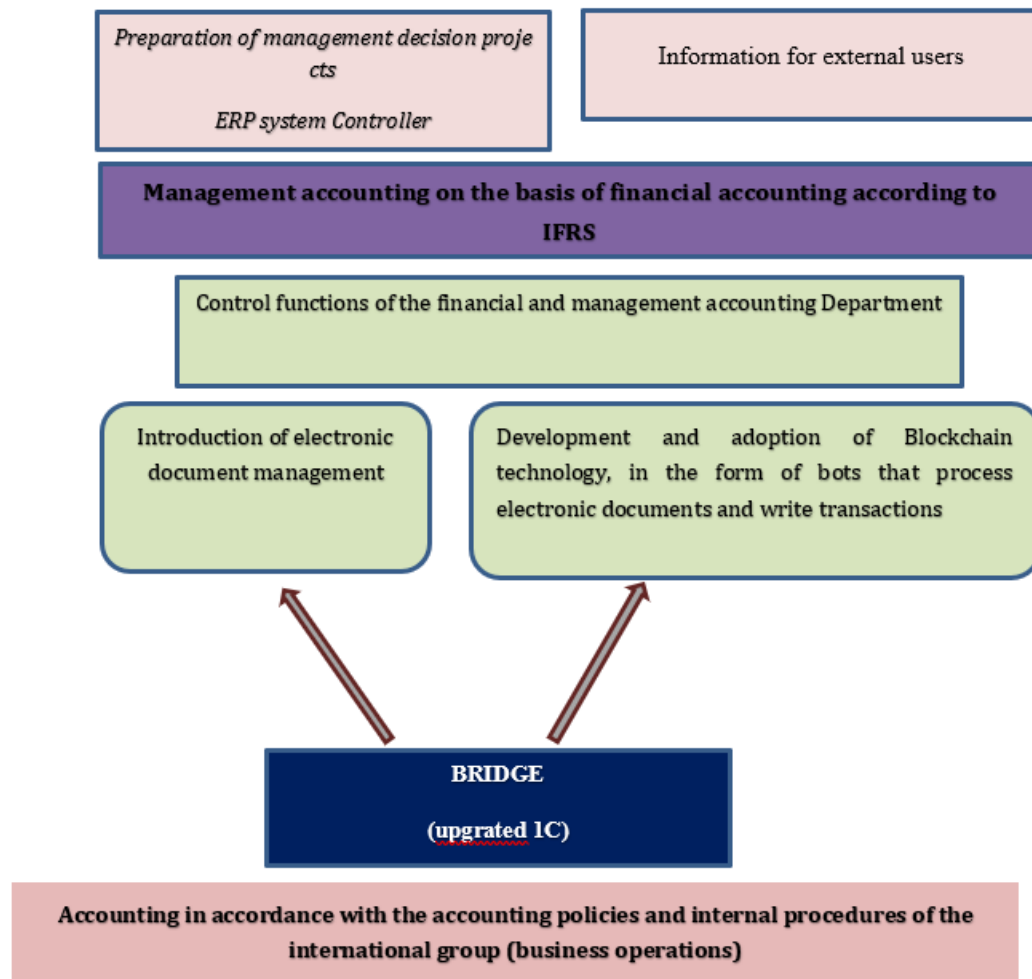 Preparation of management decision proje
cts
ERP system Controller
Information for external users
Management accounting on the basis of financial accounting according to
IFRS
Control functions of the financial and management accounting Department
Introduction of electronic
document management
Development and adoption of Blockchain
technology, in the form of bots that process
electronic documents and write transactions
BRIDGE
(upgrated 1C)
Accounting in accordance with the accounting policies and internal procedures of the
international group (business operations)